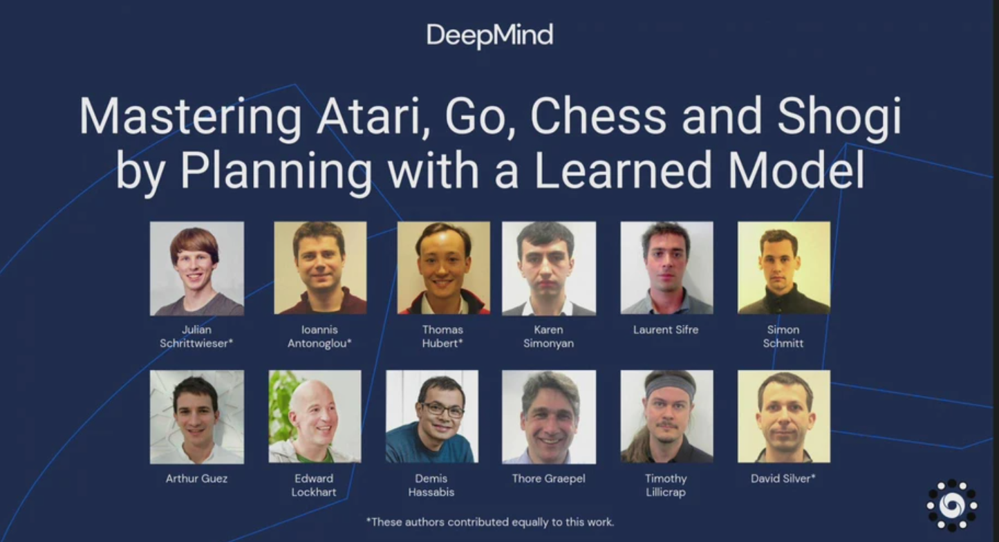 DeepMind
Mastering Atari, Go, Chess and Shogi
by Planning with a Learned Model
Julian
Schrittwieser*
Ioannis
Antonoglou*
Thomas
Hubert*
Karen
Simonyan
Laurent Sifre
Simon
Schmitt
Arthur Guez
Edward
Lockhart
Demis
Hassabis
Thore Graepel
Timothy
Lillicrap
David Silver*
*These authors contributed equally to this work.